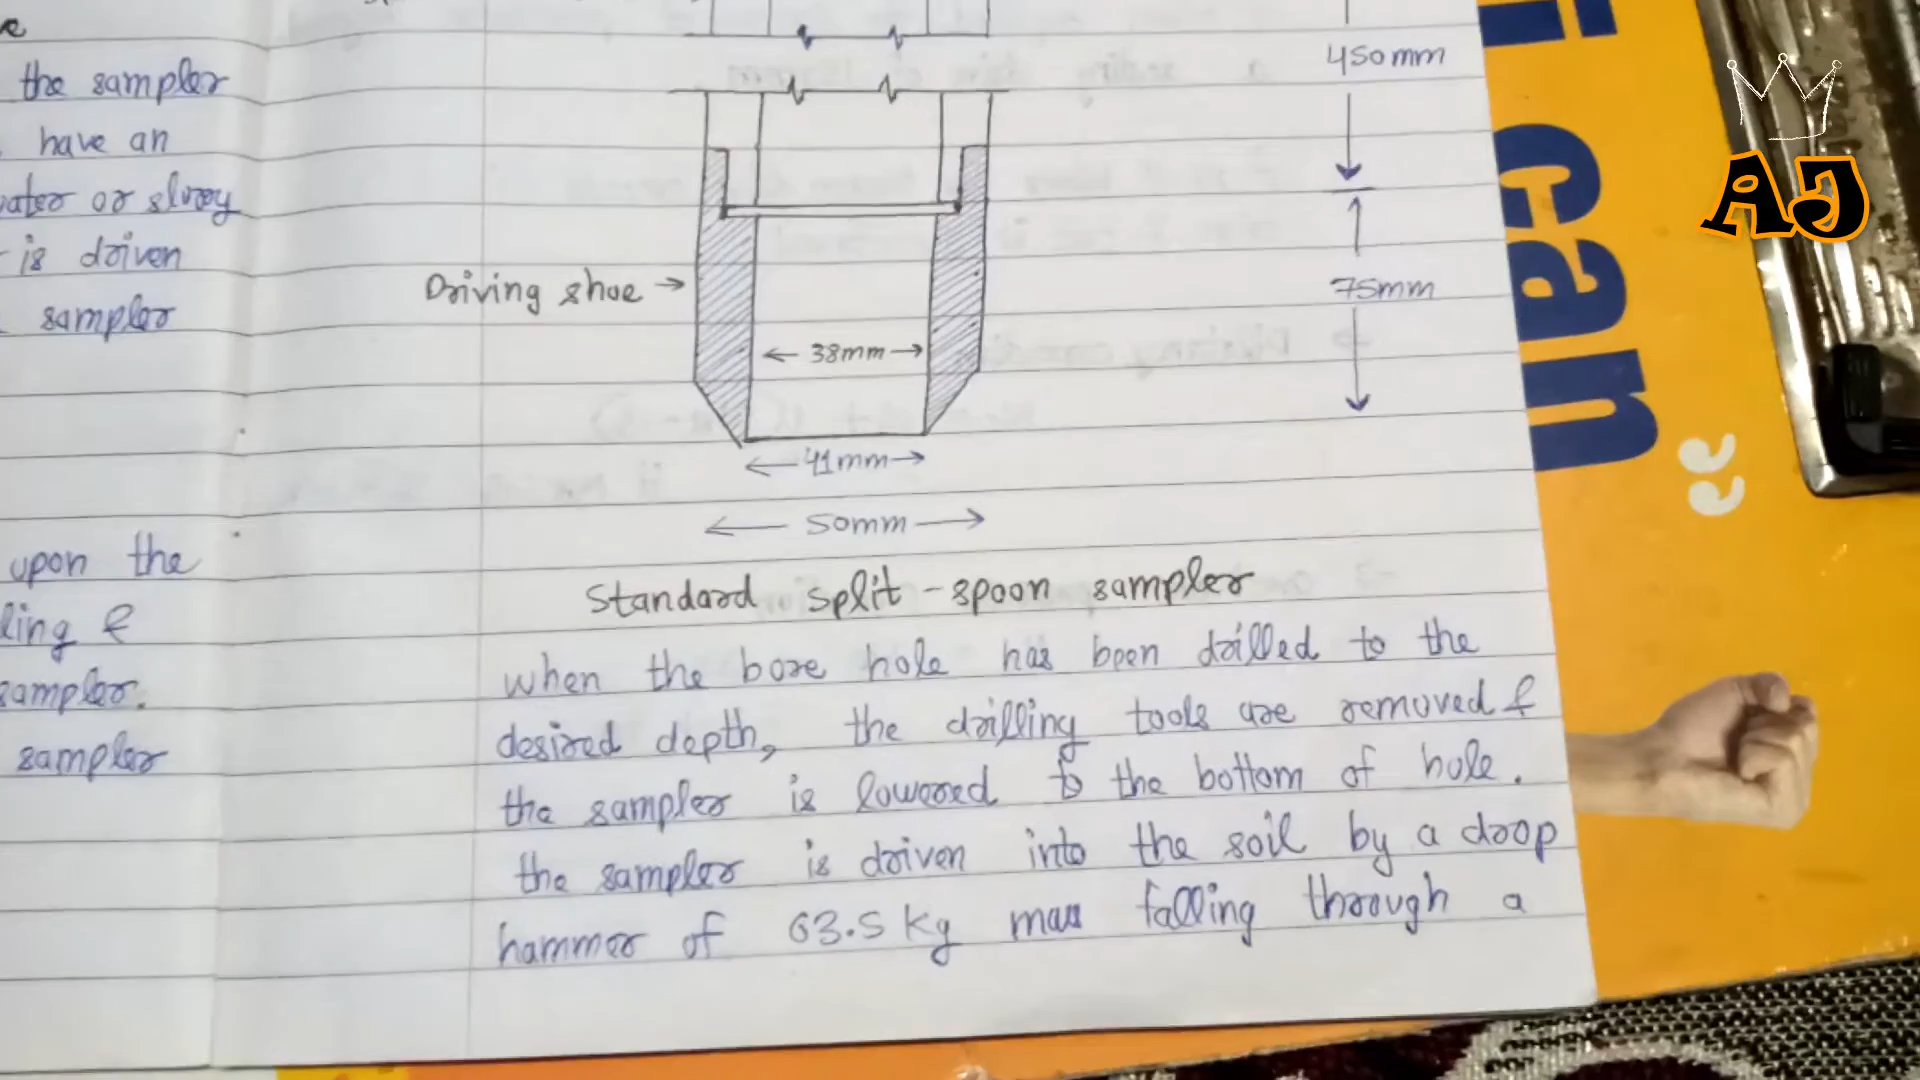 the sampler
have an
water or slurry
is driven
sampler
upon the
ling &
sampler.
sampler
450mm
75mm
Driving shoe →
38mm
41mm
50mm
Standard split-spoon sampler
when the bore hole has been drilled to the
desired depth, the drilling tools are removed &
the sampler is lowered to the bottom of hole.
the sampler is driven into the soil by a drop
hammer of 63.5 Kg mass falling through a
i can
AJ